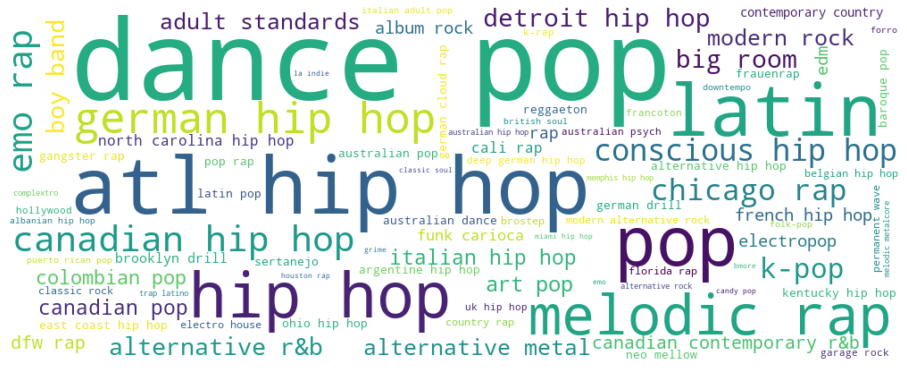 italian adult pop
adult standards
album rock
detroit hip hop
contemporary country
emo rap
boy band
dance pop
k-rap
modern rock
forro
big room
edm
baroque pop
la indie
german cloud rap
frauenrap
downtempo
latin
german hip hop
reggaeton
british soul
francoton
north carolina hip hop
australian hip hop
rap
australian psych
gangster rap
pop rap
australian pop
cali rap
conscious hip hop
deep german hip hop
alternative hip hop
belgian hip hop
classic soul
atl hip hop
memphis hip hop
complextro
latin pop
german drill
chicago rap
hollywood
albanian hip hop
australian dance
brostep
modern alternative rock
french hip hop
folk-pop
permanent wave
melodic metalcore
canadian hip hop
funk carioca
grime
miami hip hop
pop
electropop
puerto rican pop
brooklyn drill
sertanejo
italian hip hop
argentine hip hop
florida rap
bmore
k-pop
colombian pop
houston rap
classic rock
trap latino
hip hop
art pop
emo
alternative rock
candy pop
kentucky hip hop
canadian pop
uk hip hop
melodic rap
east coast hip hop
electro house
ohio hip hop
country rap
dfw rap
alternative r&b
alternative metal
canadian contemporary r&b
neo mellow
garage rock